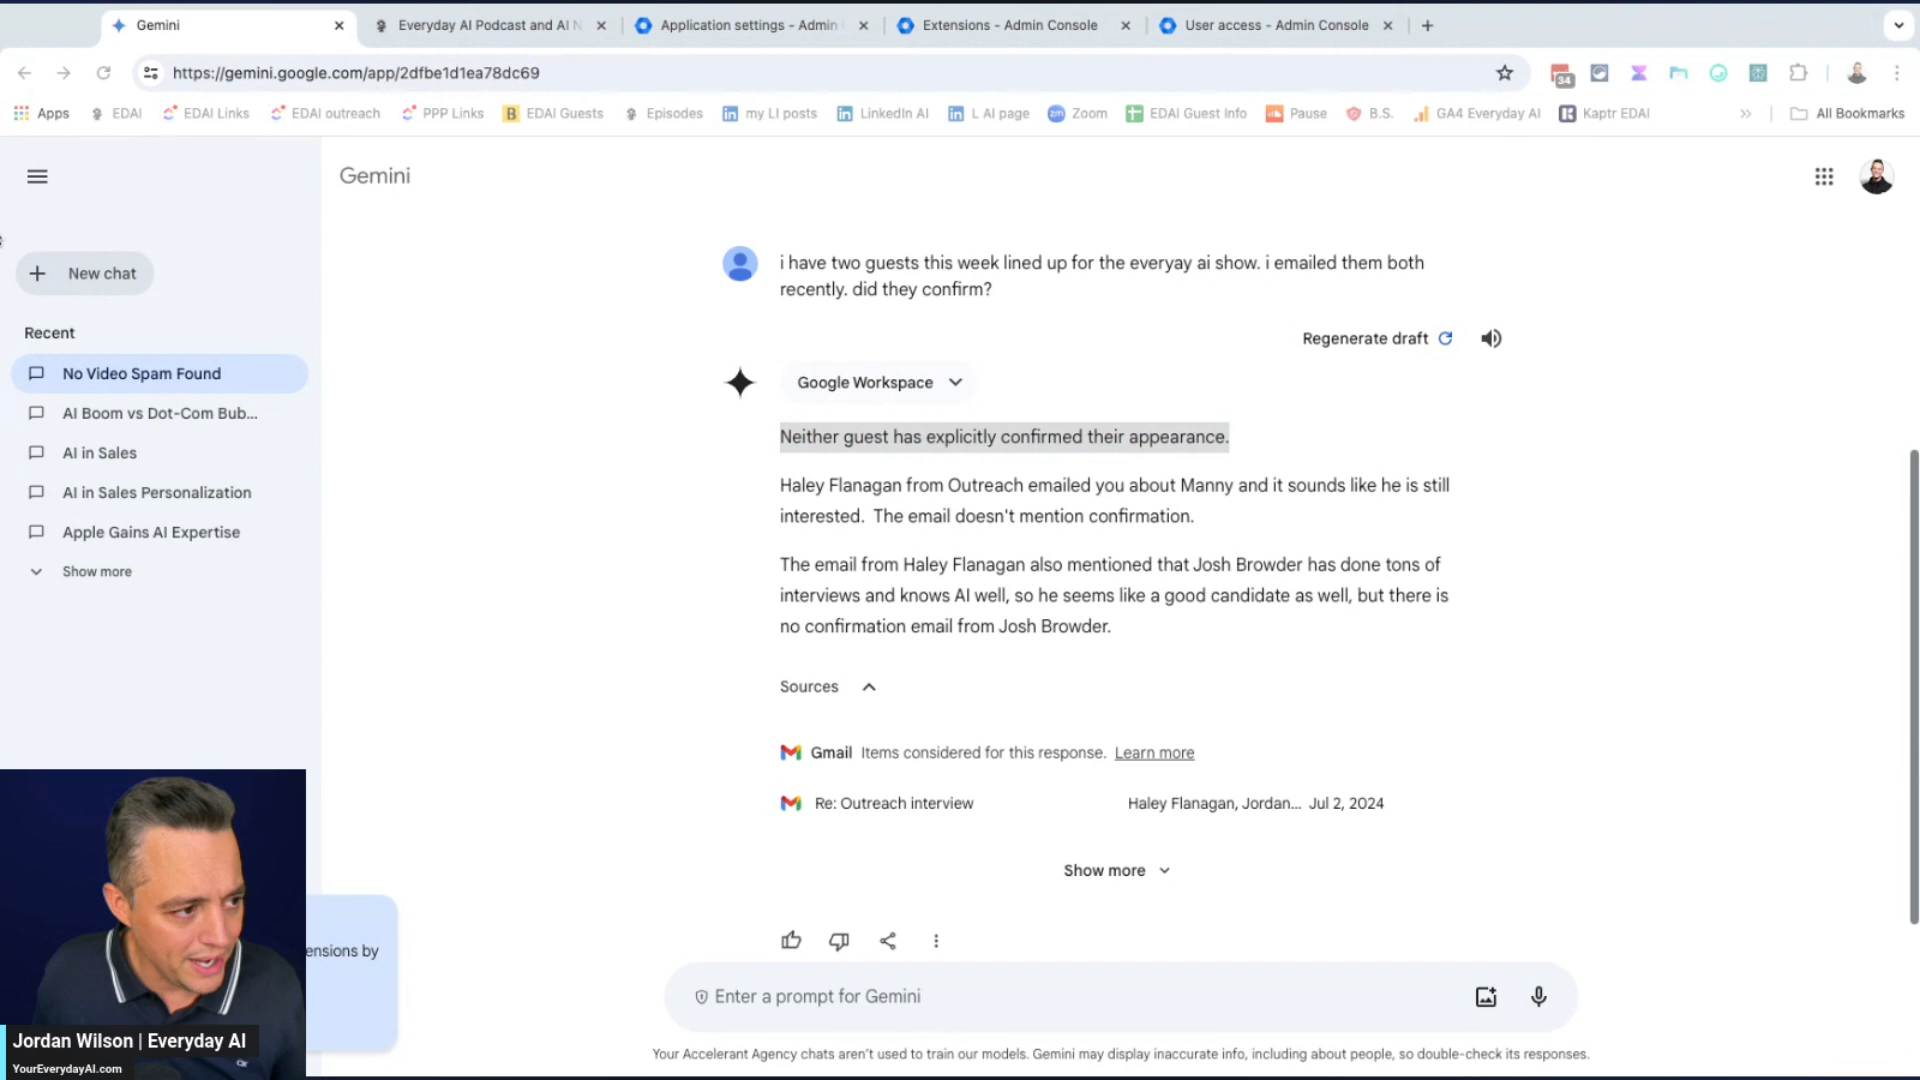 Gemini
Everyday AI Podcast and AI N
Application settings - Admin
Extensions - Admin Console
User access - Admin Console
https://gemini.google.com/app/2dfbe1d1ea78dc69
34
Apps
EDAI
EDAI Links
EDAI outreach
PPP Links
B EDAI Guests
Episodes
in my LI posts
in LinkedIn AI
in L AI page
zm Zoom
EDAI Guest Info
Pause
B.S.
GA4 Everyday AI
Kaptr EDAI
All Bookmarks
Gemini
New chat
Recent
No Video Spam Found
AI Boom vs Dot-Com Bub...
AI in Sales
AI in Sales Personalization
Apple Gains AI Expertise
Show more
i have two guests this week lined up for the everyay ai show. i emailed them both
recently. did they confirm?
Regenerate draft
Google Workspace
Neither guest has explicitly confirmed their appearance.
Haley Flanagan from Outreach emailed you about Manny and it sounds like he is still
interested. The email doesn't mention confirmation.
The email from Haley Flanagan also mentioned that Josh Browder has done tons of
interviews and knows AI well, so he seems like a good candidate as well, but there is
no confirmation email from Josh Browder.
Sources
Gmail Items considered for this response. Learn more
Re: Outreach interview Haley Flanagan, Jordan... Jul 2, 2024
Show more
ensions by
Enter a prompt for Gemini
Your Accelerant Agency chats aren't used to train our models. Gemini may display inaccurate info, including about people, so double-check its responses.
Jordan Wilson | Everyday AI
YourEverydayAI.com